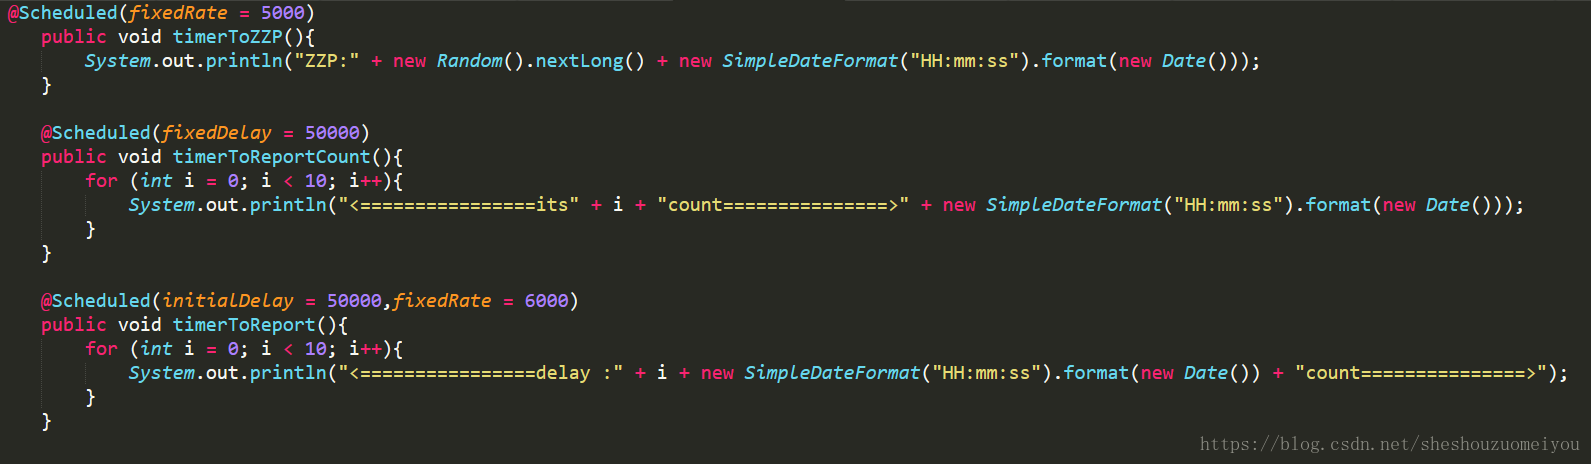 @Scheduled(fixedRate = 5000)
public void timerToZZP(){
System.out.println("ZZP:" + new Random().nextLong() + new SimpleDateFormat("HH:mm:ss").format(new Date()));
}
@Scheduled(fixedDelay = 50000)
public void timerToReportCount(){
for (int i = 0; i < 10; i++){
System.out.println("<================its" + i + "count===============>" + new SimpleDateFormat("HH:mm:ss").format(new Date()));
}
}
@Scheduled(initialDelay = 50000,fixedRate = 6000)
public void timerToReport(){
for (int i = 0; i < 10; i++){
System.out.println("<================delay :" + i + new SimpleDateFormat("HH:mm:ss").format(new Date()) + "count===============>");
}
}
https://blog.csdn.net/sheshouzuomeiyou